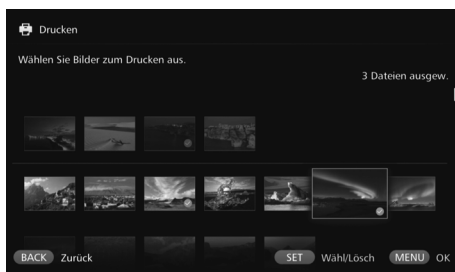 Drucken
Wählen Sie Bilder zum Drucken aus.
3 Dateien ausgew.
BACK Zurück SET Wähl/Lösch MENU OK